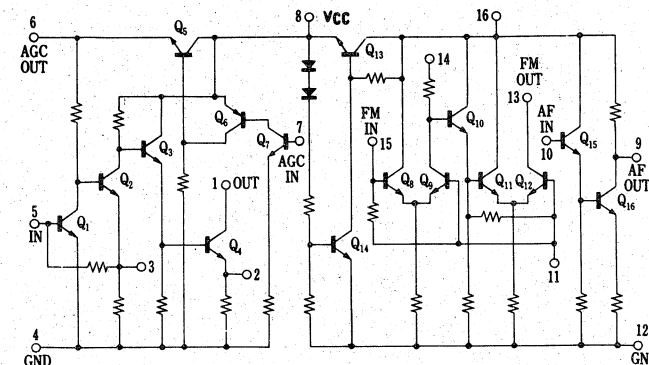 6
AGC
OUT
Q5
8 VCC
Q13
16
14
FM
OUT
13
FM
IN
15
AF
IN
10
Q15
9
AF
OUT
Q3
Q6
7
AGC
IN
Q7
Q10
Q2
1 OUT
Q8
Q9
Q11
Q12
Q16
5
IN
Q1
Q4
Q14
3
2
11
4
GND
12
GN